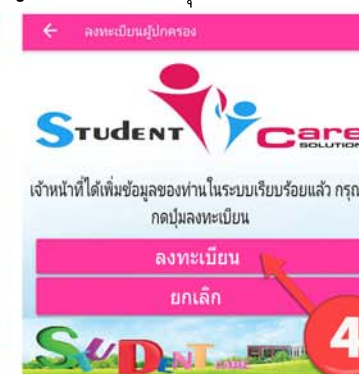 ลงทะเบียนผู้ปกครอง
STUDENT Care
SOLUTION
เจ้าหน้าที่ได้เพิ่มข้อมูลของท่านในระบบเรียบร้อยแล้ว กรุณ
กดปุ่มลงทะเบียน
ลงทะเบียน
ยกเลิก
4
STUDENT CARE